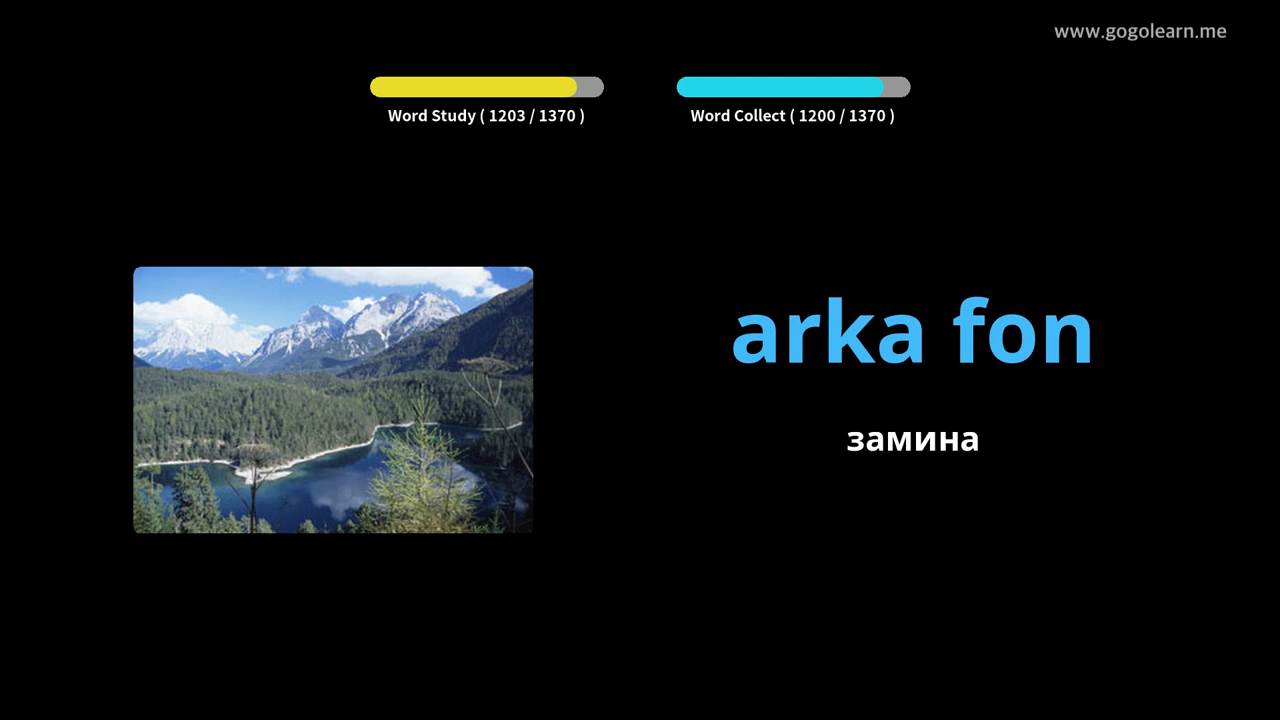 www.gogolearn.me
Word Study ( 1203 / 1370 )
Word Collect ( 1200 / 1370 )
arka fon
замина